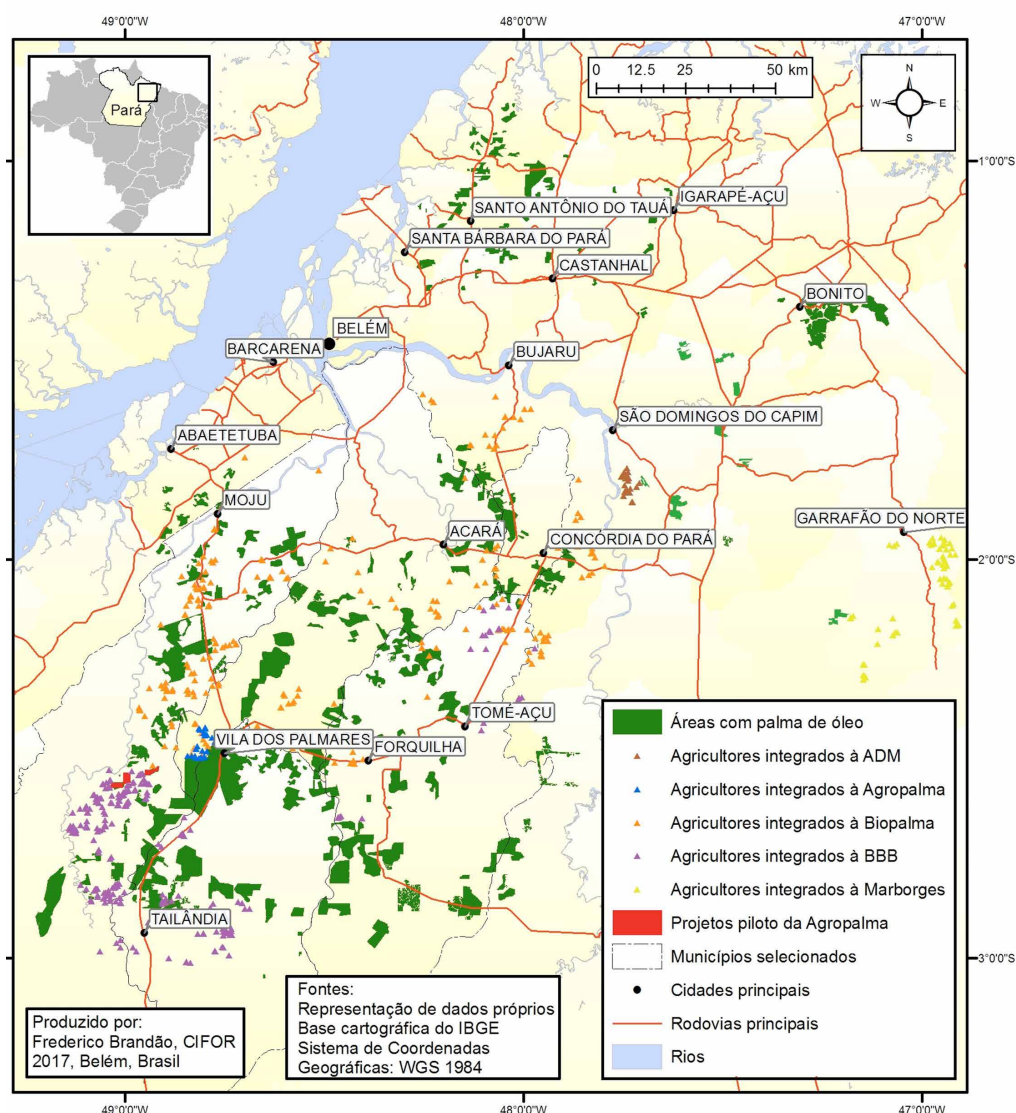 49°0'0"W
48°0'0"W
47°0'0"W
Pará
0 12.5 25 50 km
N
W E
S
1°0'0"S
IGARAPÉ-AÇU
SANTO ANTÔNIO DO TAUÁ
SANTA BÁRBARA DO PARÁ
CASTANHAL
BONITO
BELÉM
BARCARENA
BUJARU
SÃO DOMINGOS DO CAPIM
ABAETETUBA
MOJU
GARRAFÃO DO NORTE
ACARÁ
CONCÓRDIA DO PARÁ
2°0'0"S
TOMÉ-AÇU
VILA DOS PALMARES
FORQUILHA
TAILÂNDIA
3°0'0"S
Áreas com palma de óleo
Agricultores integrados à ADM
Agricultores integrados à Agropalma
Agricultores integrados à Biopalma
Agricultores integrados à BBB
Agricultores integrados à Marborges
Projetos piloto da Agropalma
Municípios selecionados
Cidades principais
Rodovias principais
Rios
Fontes:
Representação de dados próprios
Base cartográfica do IBGE
Sistema de Coordenadas
Geográficas: WGS 1984
Produzido por:
Frederico Brandão, CIFOR
2017, Belém, Brasil
49°0'0"W
48°0'0"W
47°0'0"W